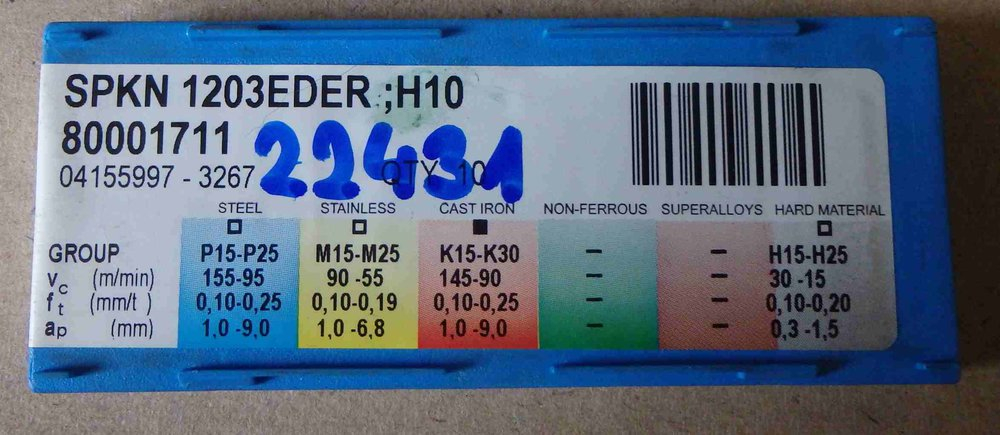 SPKN 1203EDER ;H10
80001711
04155997 - 3267
22431
QTY 10
STEEL STAINLESS CAST IRON NON-FERROUS SUPERALLOYS HARD MATERIAL
GROUP P15-P25 M15-M25 K15-K30 – – H15-H25
vc (m/min) 155-95 90 -55 145-90 – – 30 -15
ft (mm/t ) 0,10-0,25 0,10-0,19 0,10-0,25 – – 0,10-0,20
ap (mm) 1,0 -9,0 1,0 -6,8 1,0 -9,0 – – 0,3 -1,5